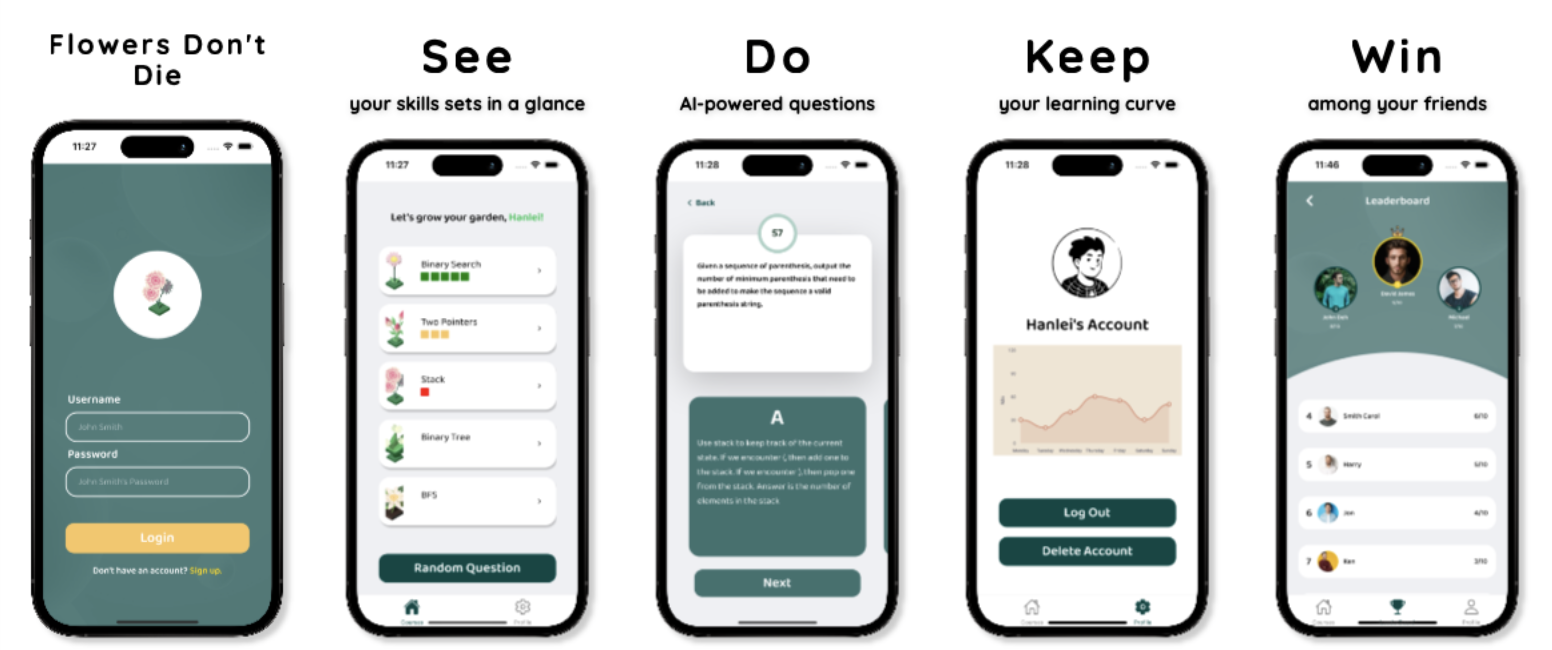 Flowers Don't
Die
11:27
Username
John Smith
Password
John Smith's Password
Login
Don't have an account? Sign up.
See
your skills sets in a glance
11:27
Let's grow your garden, Hanlei!
Binary Search
Two Pointers
Stack
Binary Tree
BFS
Random Question
Courses
Profile
Do
AI-powered questions
11:28
< Back
57
Given a sequence of parenthesis, output the
number of minimum parenthesis that need to
be added to make the sequence a valid
parenthesis string.
A
Use stack to keep track of the current
state. If we encounter (, then add one to
the stack. If we encounter ), then pop one
from the stack. Answer is the number of
elements in the stack
Next
Keep
your learning curve
11:28
Hanlei's Account
Monday Tuesday Wednesday Thursday Friday Saturday Sunday
Log Out
Delete Account
Courses
Profile
Win
among your friends
11:46
Leaderboard
David James
John Dain
Michael
4 Smith Carol 6/10
5 Harry 5/10
6 Jon 4/10
7 Ken 3/10
Courses
Profile